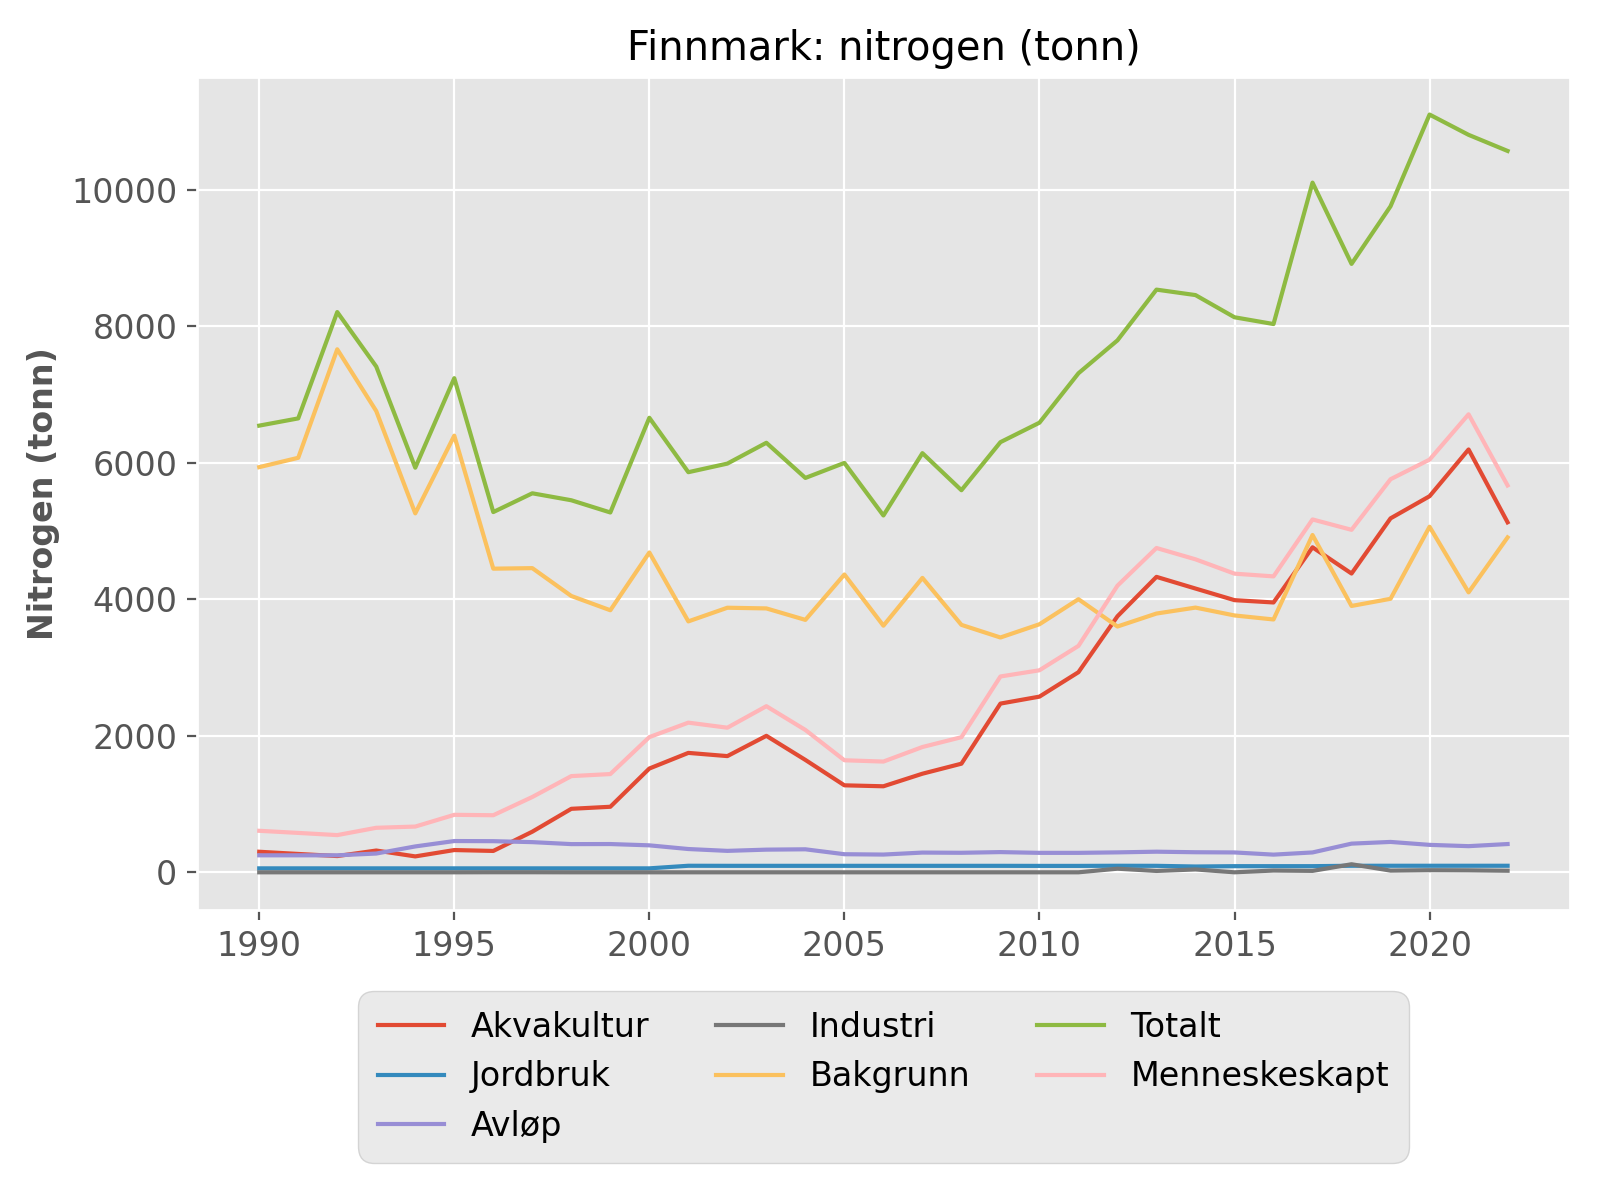 Finnmark: nitrogen (tonn)
Nitrogen (tonn)
10000
8000
6000
4000
2000
0
1990 1995 2000 2005 2010 2015 2020
Akvakultur Industri Totalt
Jordbruk Bakgrunn Menneskeskapt
Avløp